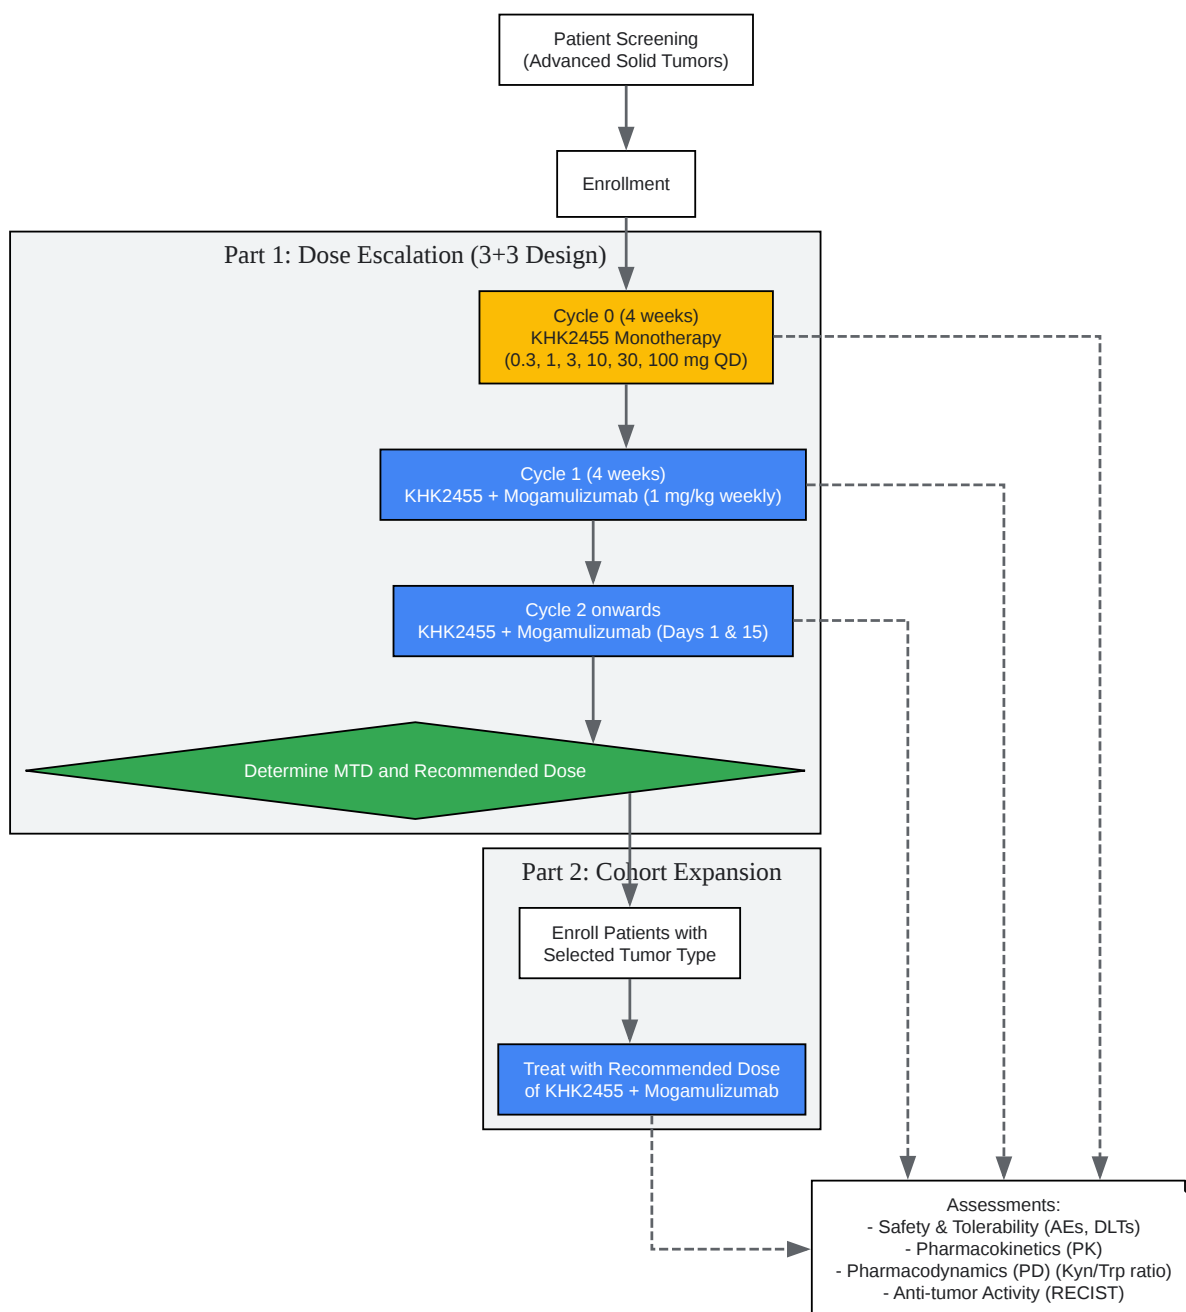 Patient Screening
(Advanced Solid Tumors)
Enrollment
Part 1: Dose Escalation (3+3 Design)
Cycle 0 (4 weeks)
KHK2455 Monotherapy
(0.3, 1, 3, 10, 30, 100 mg QD)
Cycle 1 (4 weeks)
KHK2455 + Mogamulizumab (1 mg/kg weekly)
Cycle 2 onwards
KHK2455 + Mogamulizumab (Days 1 & 15)
Determine MTD and Recommended Dose
Part 2: Cohort Expansion
Enroll Patients with
Selected Tumor Type
Treat with Recommended Dose
of KHK2455 + Mogamulizumab
Assessments:
- Safety & Tolerability (AEs, DLTs)
- Pharmacokinetics (PK)
- Pharmacodynamics (PD) (Kyn/Trp ratio)
- Anti-tumor Activity (RECIST)